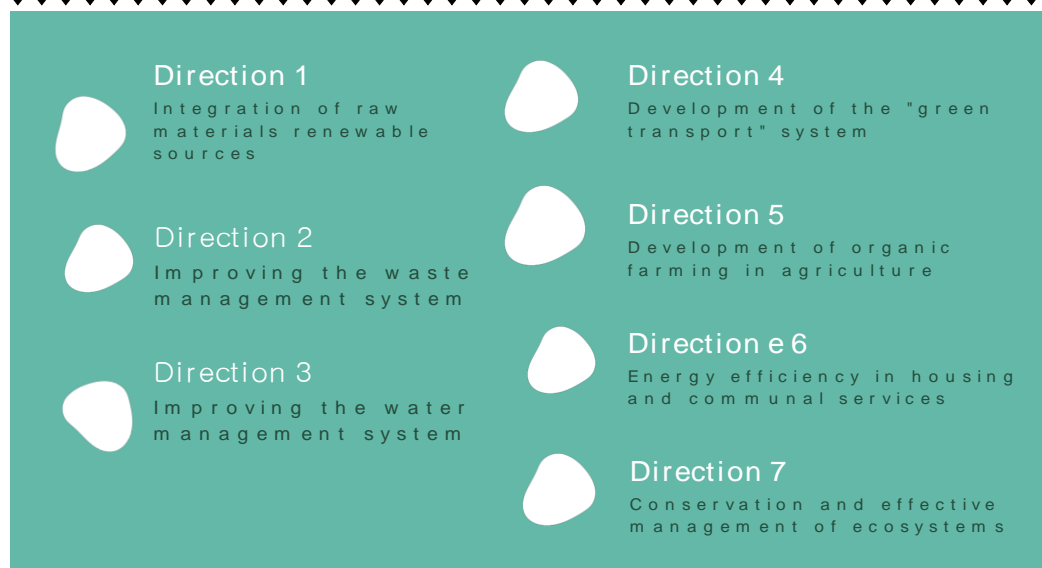 Direction 1
Integration of raw
materials renewable
sources
Direction 2
Improving the waste
management system
Direction 3
Improving the water
management system
Direction 4
Development of the "green
transport" system
Direction 5
Development of organic
farming in agriculture
Direction e 6
Energy efficiency in housing
and communal services
Direction 7
Conservation and effective
management of ecosystems